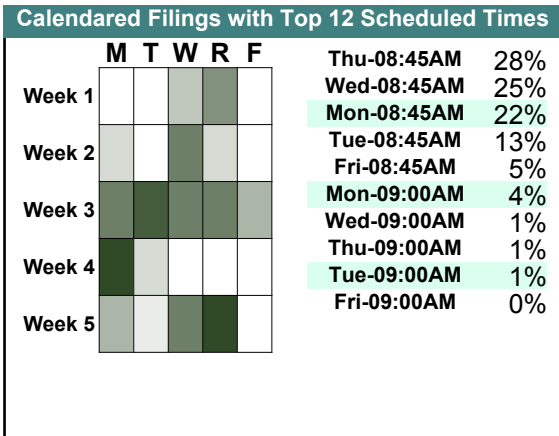 Calendared Filings with Top 12 Scheduled Times
M T W R F
Week 1
Week 2
Week 3
Week 4
Week 5
Thu-08:45AM 28%
Wed-08:45AM 25%
Mon-08:45AM 22%
Tue-08:45AM 13%
Fri-08:45AM 5%
Mon-09:00AM 4%
Wed-09:00AM 1%
Thu-09:00AM 1%
Tue-09:00AM 1%
Fri-09:00AM 0%